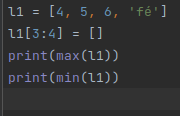 l1 = [4, 5, 6, 'fé']
l1[3:4] = []
print(max(l1))
print(min(l1))